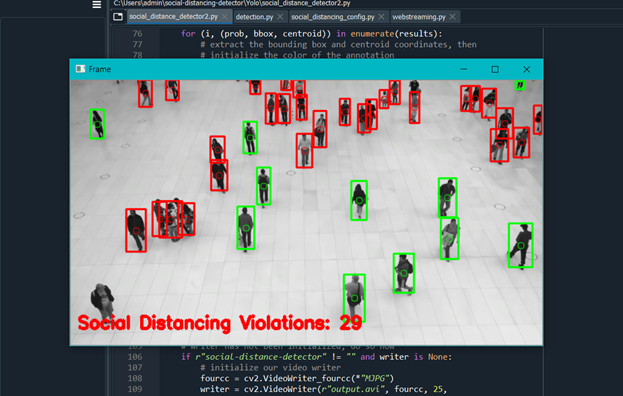 C:\Users\admin\social-distancing-detector\Yolo\social_distance_detector2.py
social_distance_detector2.py detection.py social_distancing_config.py webstreaming.py
76 for (i, (prob, bbox, centroid)) in enumerate(results):
77 # extract the bounding box and centroid coordinates, then
78 # initialize the color of the annotation
Frame
Social Distancing Violations: 29
105 # writer has not been initialized, do so now
106 if r"social-distance-detector" != "" and writer is None:
107 # initialize our video writer
108 fourcc = cv2.VideoWriter_fourcc(*"MJPG")
109 writer = cv2.VideoWriter(r"output.avi", fourcc, 25,